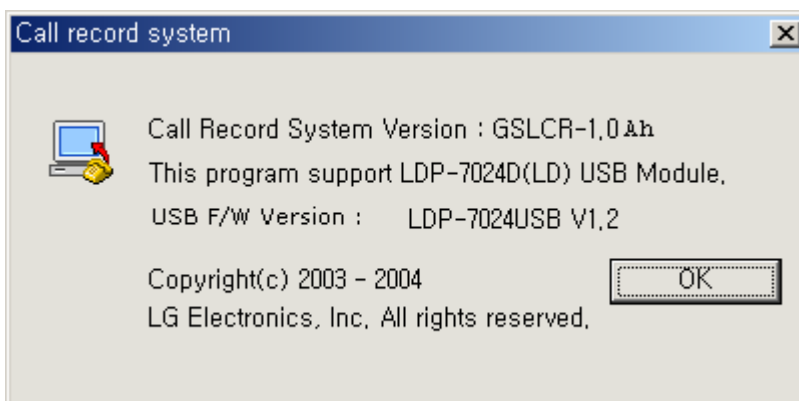 Call record system
Call Record System Version : GSLCR-1.0Ah
This program support LDP-7024D(LD) USB Module.
USB F/W Version : LDP-7024USB V1.2
Copyright(c) 2003 - 2004
OK
LG Electronics, Inc. All rights reserved.